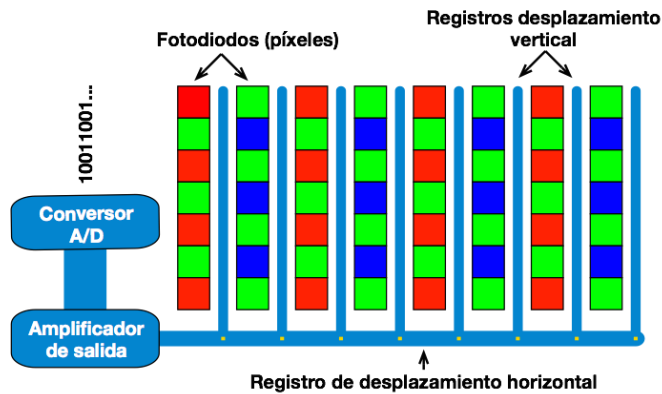 Registros desplazamiento
vertical
Fotodiodos (píxeles)
10011001...
Conversor
A/D
Amplificador
de salida
Registro de desplazamiento horizontal